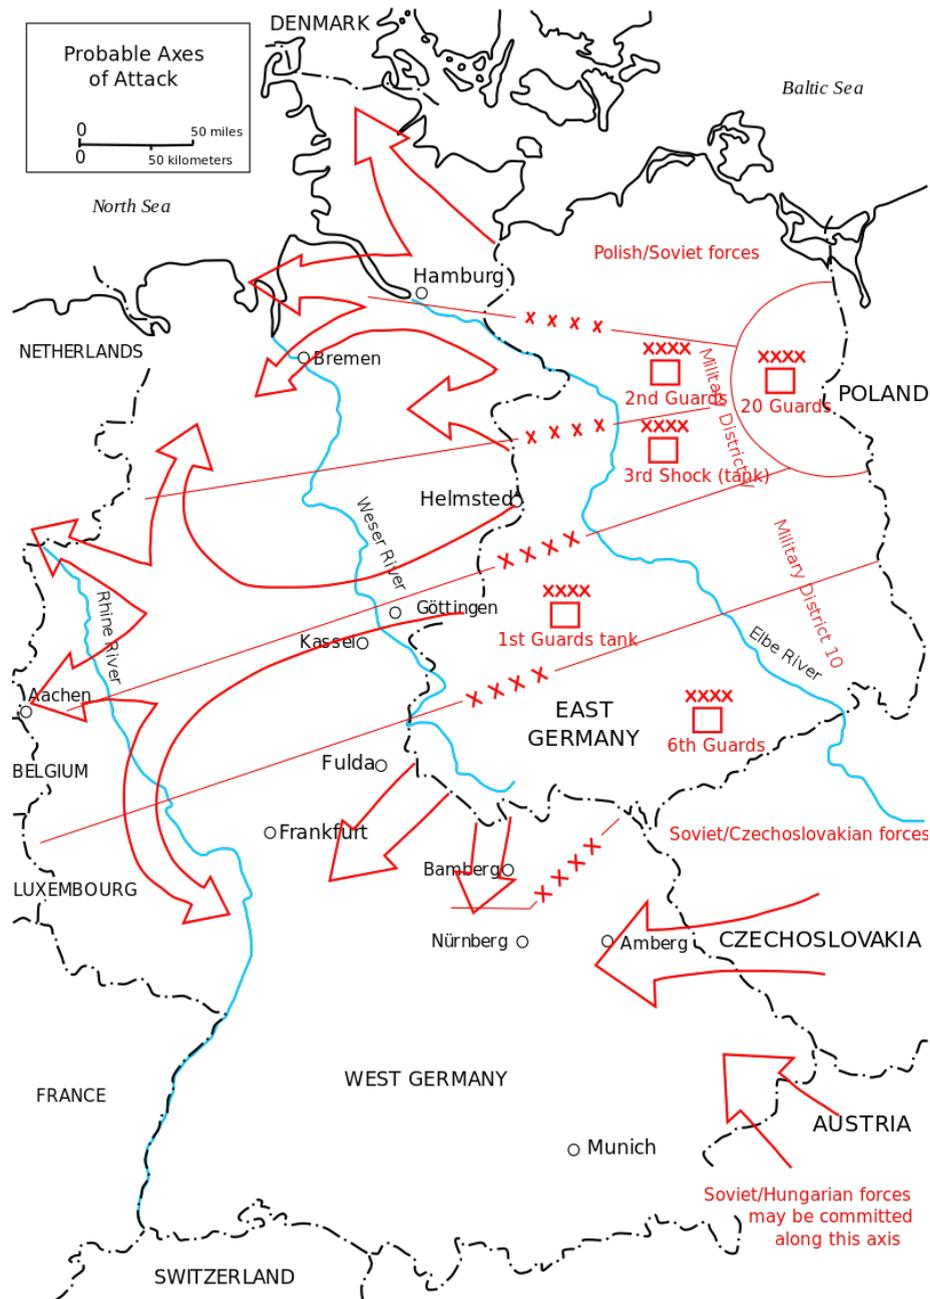 DENMARK
Probable Axes
of Attack
0
50 miles
0
50 kilometers
Baltic Sea
North Sea
Polish/Soviet forces
Hamburg
x x x x
NETHERLANDS
Bremen
XXXX
2nd Guards
XXXX
20 Guards
Military District
POLAND
x x x x
XXXX
3rd Shock (tank)
Helmsted
Weser River
x x x x
Military District 10
XXXX
1st Guards tank
Göttingen
Kassel
Rhine River
Elbe River
Aachen
x x x x
XXXX
6th Guards
EAST
GERMANY
BELGIUM
Fulda
Frankfurt
Soviet/Czechoslovakian forces
x x x x
Bamberg
LUXEMBOURG
Nürnberg
Amberg
CZECHOSLOVAKIA
WEST GERMANY
FRANCE
AUSTRIA
Munich
Soviet/Hungarian forces
may be committed
along this axis
SWITZERLAND